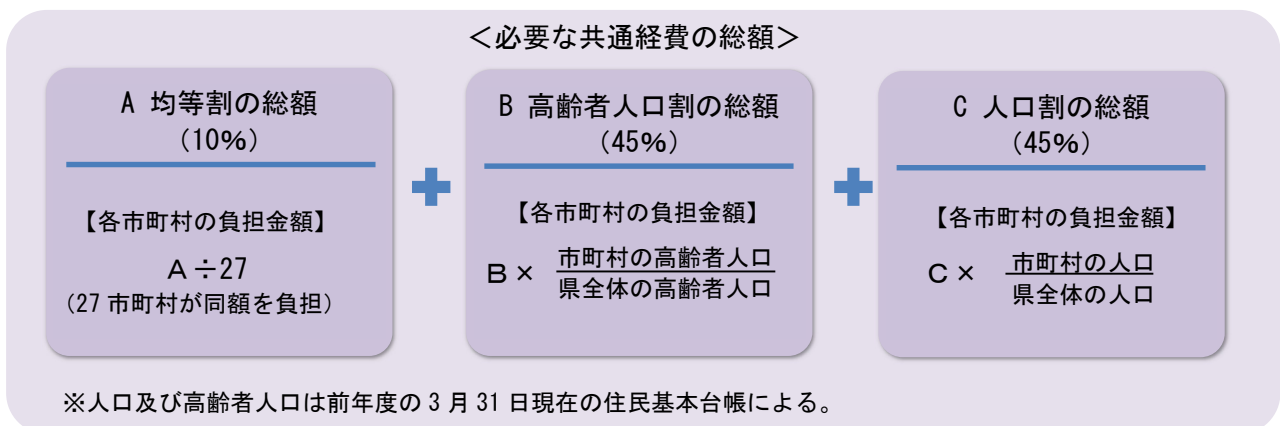 ＜必要な共通経費の総額＞
A 均等割の総額
（10％）
【各市町村の負担金額】
A÷27
（27 市町村が同額を負担）
B 高齢者人口割の総額
（45％）
【各市町村の負担金額】
B× 市町村の高齢者人口
県全体の高齢者人口
C 人口割の総額
（45％）
【各市町村の負担金額】
C× 市町村の人口
県全体の人口
※人口及び高齢者人口は前年度の 3 月 31 日現在の住民基本台帳による。